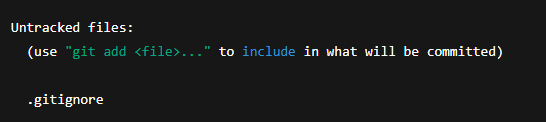 Untracked files:
(use "git add <file>..." to include in what will be committed)
.gitignore